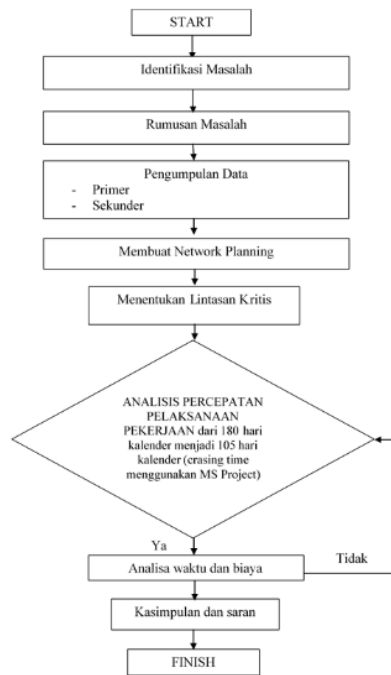 START
Identifikasi Masalah
Rumusan Masalah
Pengumpulan Data
- Primer
- Sekunder
Membuat Network Planning
Menentukan Lintasan Kritis
ANALISIS PERCEPATAN
PELAKSANAAN
PEKERJAAN dari 180 hari
kalender menjadi 105 hari
kalender (crasing time
menggunakan MS Project)
Ya
Analisa waktu dan biaya
Tidak
Kasimpulan dan saran
FINISH